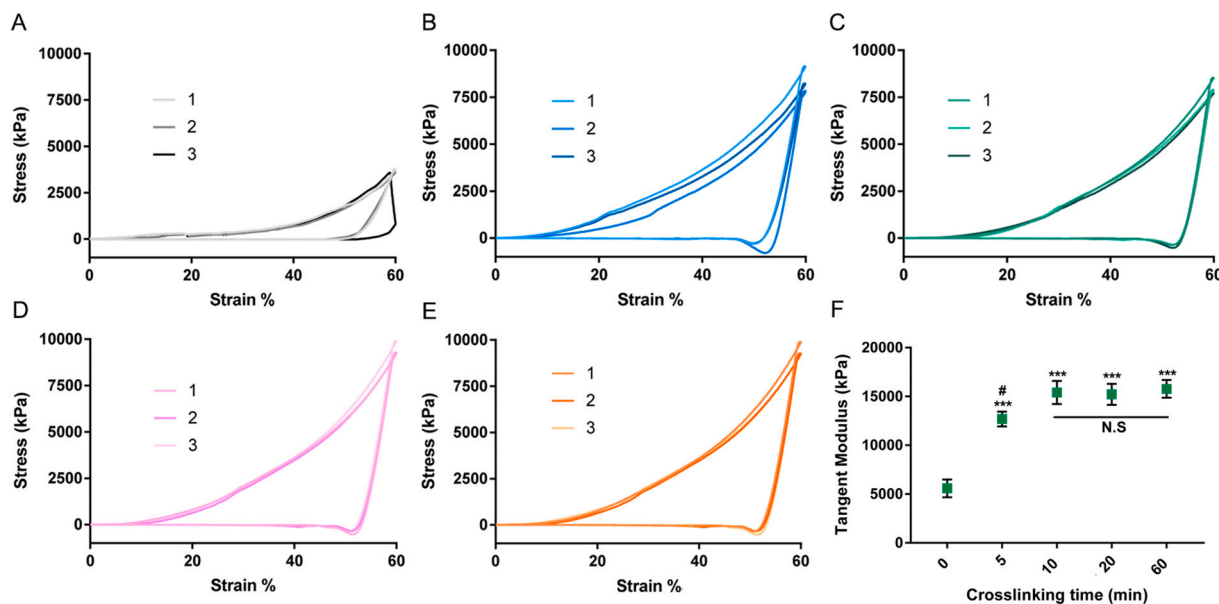 A
10000
7500
5000
2500
0
Stress (kPa)
1
2
3
0 20 40 60
Strain %
B
10000
7500
5000
2500
0
Stress (kPa)
1
2
3
0 20 40 60
Strain %
C
10000
7500
5000
2500
0
Stress (kPa)
1
2
3
0 20 40 60
Strain %
D
10000
7500
5000
2500
0
Stress (kPa)
1
2
3
0 20 40 60
Strain %
E
10000
7500
5000
2500
0
Stress (kPa)
1
2
3
0 20 40 60
Strain %
F
20000
15000
10000
5000
0
Tangent Modulus (kPa)
#
*** *** *** ***
N.S
0 5 10 20 60
Crosslinking time (min)